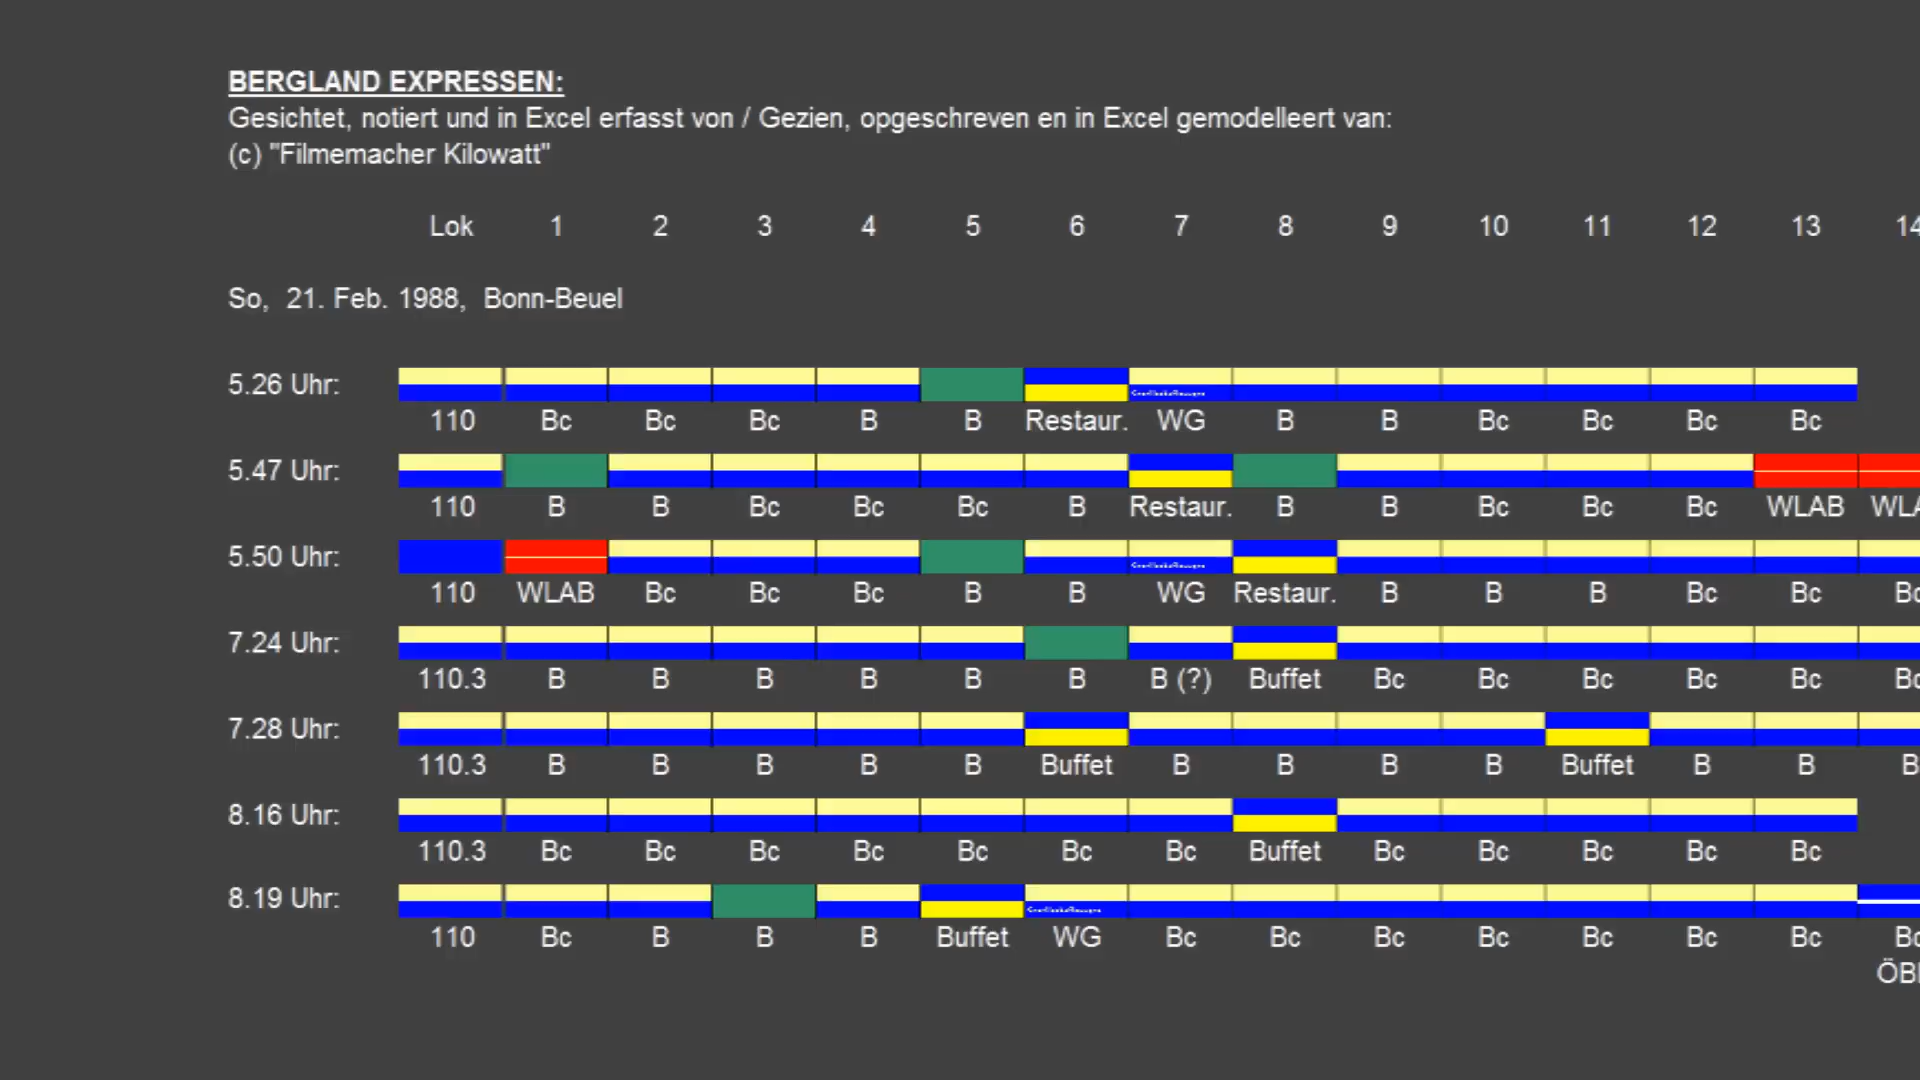 BERGLAND EXPRESSEN:
Gesichtet, notiert und in Excel erfasst von / Gezien, opgeschreven en in Excel gemodelleert van:
(c) "Filmemacher Kilowatt"
Lok 1 2 3 4 5 6 7 8 9 10 11 12 13 14
So, 21. Feb. 1988, Bonn-Beuel
5.26 Uhr:
110 Bc Bc Bc B B Restaur. WG B B Bc Bc Bc Bc
5.47 Uhr:
110 B B Bc Bc Bc B Restaur. B B Bc Bc Bc WLAB WLA
5.50 Uhr:
110 WLAB Bc Bc Bc B B WG Restaur. B B B Bc Bc Bc
7.24 Uhr:
110.3 B B B B B B B (?) Buffet Bc Bc Bc Bc Bc Bc
7.28 Uhr:
110.3 B B B B B Buffet B B B B Buffet B B B
8.16 Uhr:
110.3 Bc Bc Bc Bc Bc Bc Bc Buffet Bc Bc Bc Bc Bc
8.19 Uhr:
110 Bc B B B Buffet WG Bc Bc Bc Bc Bc Bc Bc Bc
ÖB